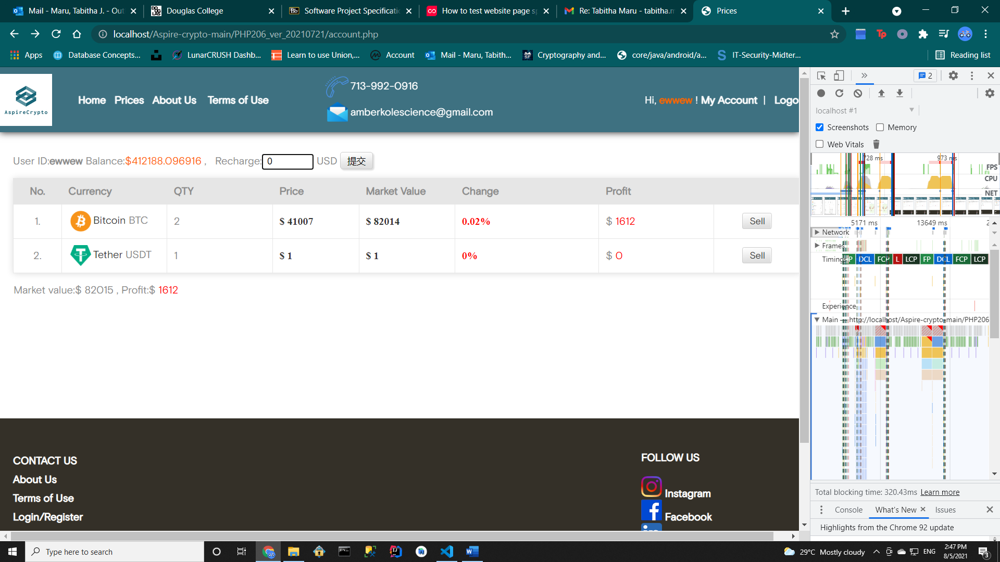 Mail - Maru, Tabitha J. - Out
Douglas College
Software Project Specificatio
How to test website page sp
Re: Tabitha Maru - tabitha.m
Prices
localhost/Aspire-crypto-main/PHP206_ver_20210721/account.php
Apps
Database Concepts...
LunarCRUSH Dashb...
Learn to use Union,...
Account
Mail - Maru, Tabith...
Cryptography and...
core/java/android/a...
IT-Security-Midter...
Reading list
AspireCrypto
Home Prices About Us Terms of Use
713-992-0916
amberkolescience@gmail.com
Hi, ewwew ! My Account | Logo
User ID:ewwew Balance:$412188.096916 , Recharge: 0 USD 提交
No. Currency QTY Price Market Value Change Profit
1. Bitcoin BTC 2 $ 41007 $ 82014 0.02% $ 1612 Sell
2. Tether USDT 1 $ 1 $ 1 0% $ 0 Sell
Market value:$ 82015 , Profit:$ 1612
CONTACT US
About Us
Terms of Use
Login/Register
FOLLOW US
Instagram
Facebook
2
localhost #1
Screenshots Memory
Web Vitals
728 ms 973 ms
FPS
CPU
NET
5171 ms 13649 ms
Network
Frames
Timings DCL FCP L LCP FP DCL FCP LCP
Experience
Main — http://localhost/Aspire-crypto-main/PHP206
Total blocking time: 320.43ms Learn more
Console What's New Issues
Highlights from the Chrome 92 update
Type here to search
29°C Mostly cloudy
ENG
2:47 PM
8/5/2021
3